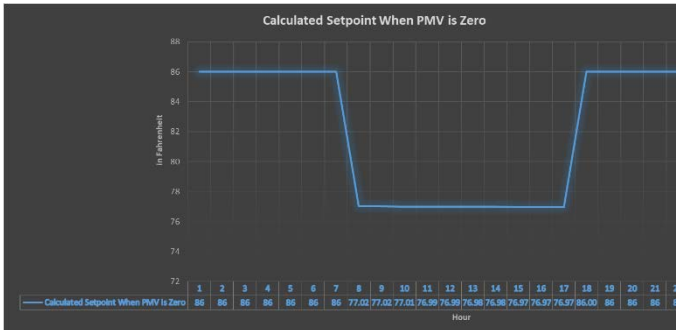 Calculated Setpoint When PMV is Zero
88
86
84
82
80
78
76
74
72
in Fahrenheit
1 2 3 4 5 6 7 8 9 10 11 12 13 14 15 16 17 18 19 20 21
Calculated Setpoint When PMV Is Zero 86 86 86 86 86 86 86 77.02 77.02 77.01 76.99 76.99 76.98 76.98 76.97 76.97 76.97 86.00 86 86 86
Hour